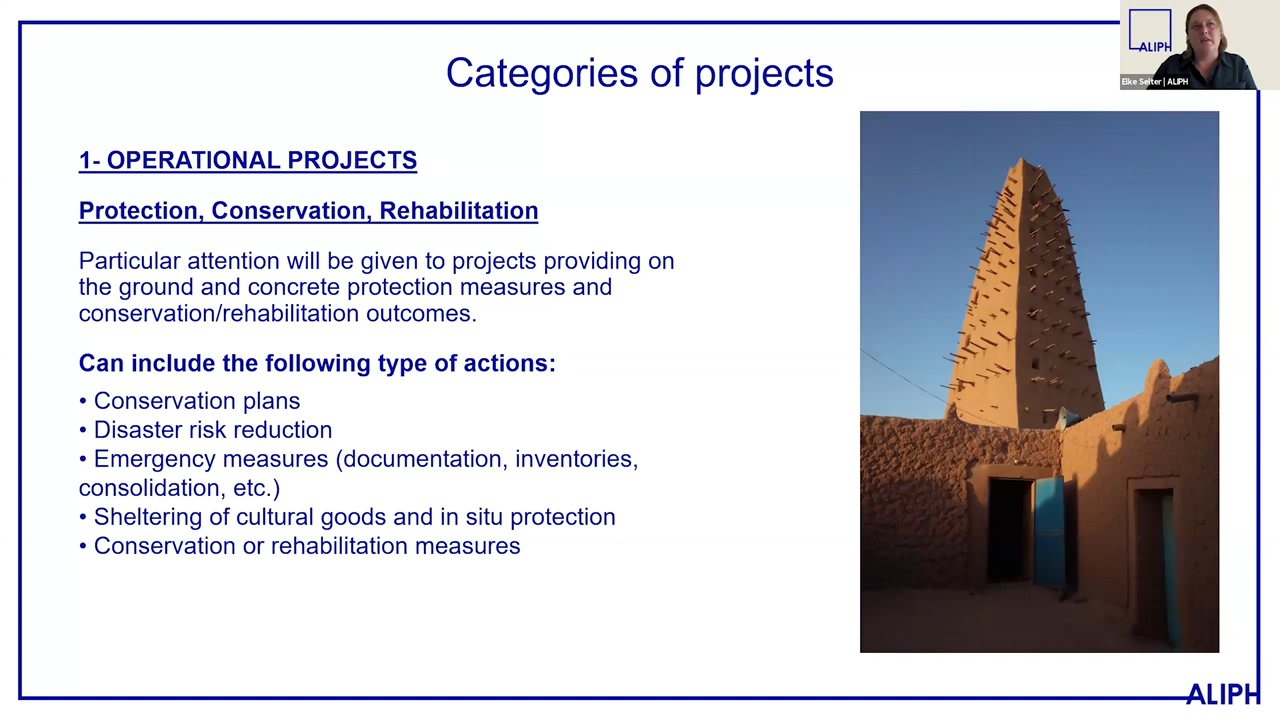 Categories of projects
ALIPH
Elke Selter | ALIPH
1- OPERATIONAL PROJECTS
Protection, Conservation, Rehabilitation
Particular attention will be given to projects providing on
the ground and concrete protection measures and
conservation/rehabilitation outcomes.
Can include the following type of actions:
• Conservation plans
• Disaster risk reduction
• Emergency measures (documentation, inventories,
consolidation, etc.)
• Sheltering of cultural goods and in situ protection
• Conservation or rehabilitation measures
ALIPH